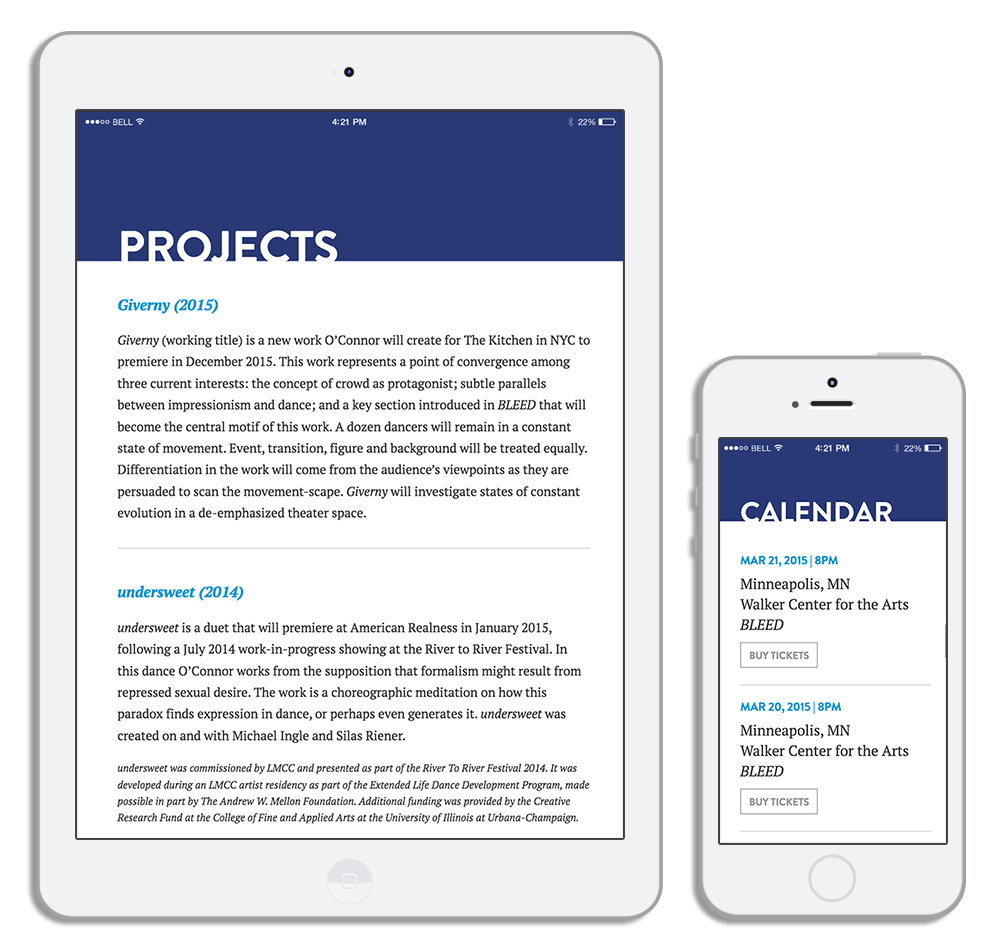 BELL 4:21 PM 22%
PROJECTS
Giverny (2015)
Giverny (working title) is a new work O’Connor will create for The Kitchen in NYC to
premiere in December 2015. This work represents a point of convergence among
three current interests: the concept of crowd as protagonist; subtle parallels
between impressionism and dance; and a key section introduced in BLEED that will
become the central motif of this work. A dozen dancers will remain in a constant
state of movement. Event, transition, figure and background will be treated equally.
Differentiation in the work will come from the audience’s viewpoints as they are
persuaded to scan the movement-scape. Giverny will investigate states of constant
evolution in a de-emphasized theater space.
undersweet (2014)
undersweet is a duet that will premiere at American Realness in January 2015,
following a July 2014 work-in-progress showing at the River to River Festival. In
this dance O’Connor works from the supposition that formalism might result from
repressed sexual desire. The work is a choreographic meditation on how this
paradox finds expression in dance, or perhaps even generates it. undersweet was
created on and with Michael Ingle and Silas Riener.
undersweet was commissioned by LMCC and presented as part of the River To River Festival 2014. It was
developed during an LMCC artist residency as part of the Extended Life Dance Development Program, made
possible in part by The Andrew W. Mellon Foundation. Additional funding was provided by the Creative
Research Fund at the College of Fine and Applied Arts at the University of Illinois at Urbana-Champaign.
BELL 4:21 PM 22%
CALENDAR
MAR 21, 2015 | 8PM
Minneapolis, MN
Walker Center for the Arts
BLEED
BUY TICKETS
MAR 20, 2015 | 8PM
Minneapolis, MN
Walker Center for the Arts
BLEED
BUY TICKETS